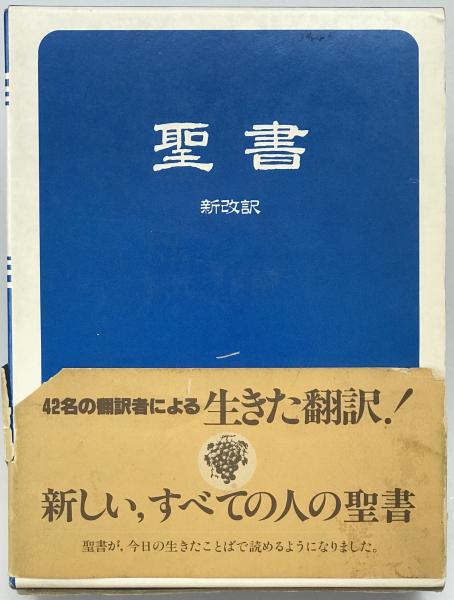 聖書
新改訳
42名の翻訳者による生きた翻訳!
新しい,すべての人の聖書
聖書が,今日の生きたことばで読めるようになりました。